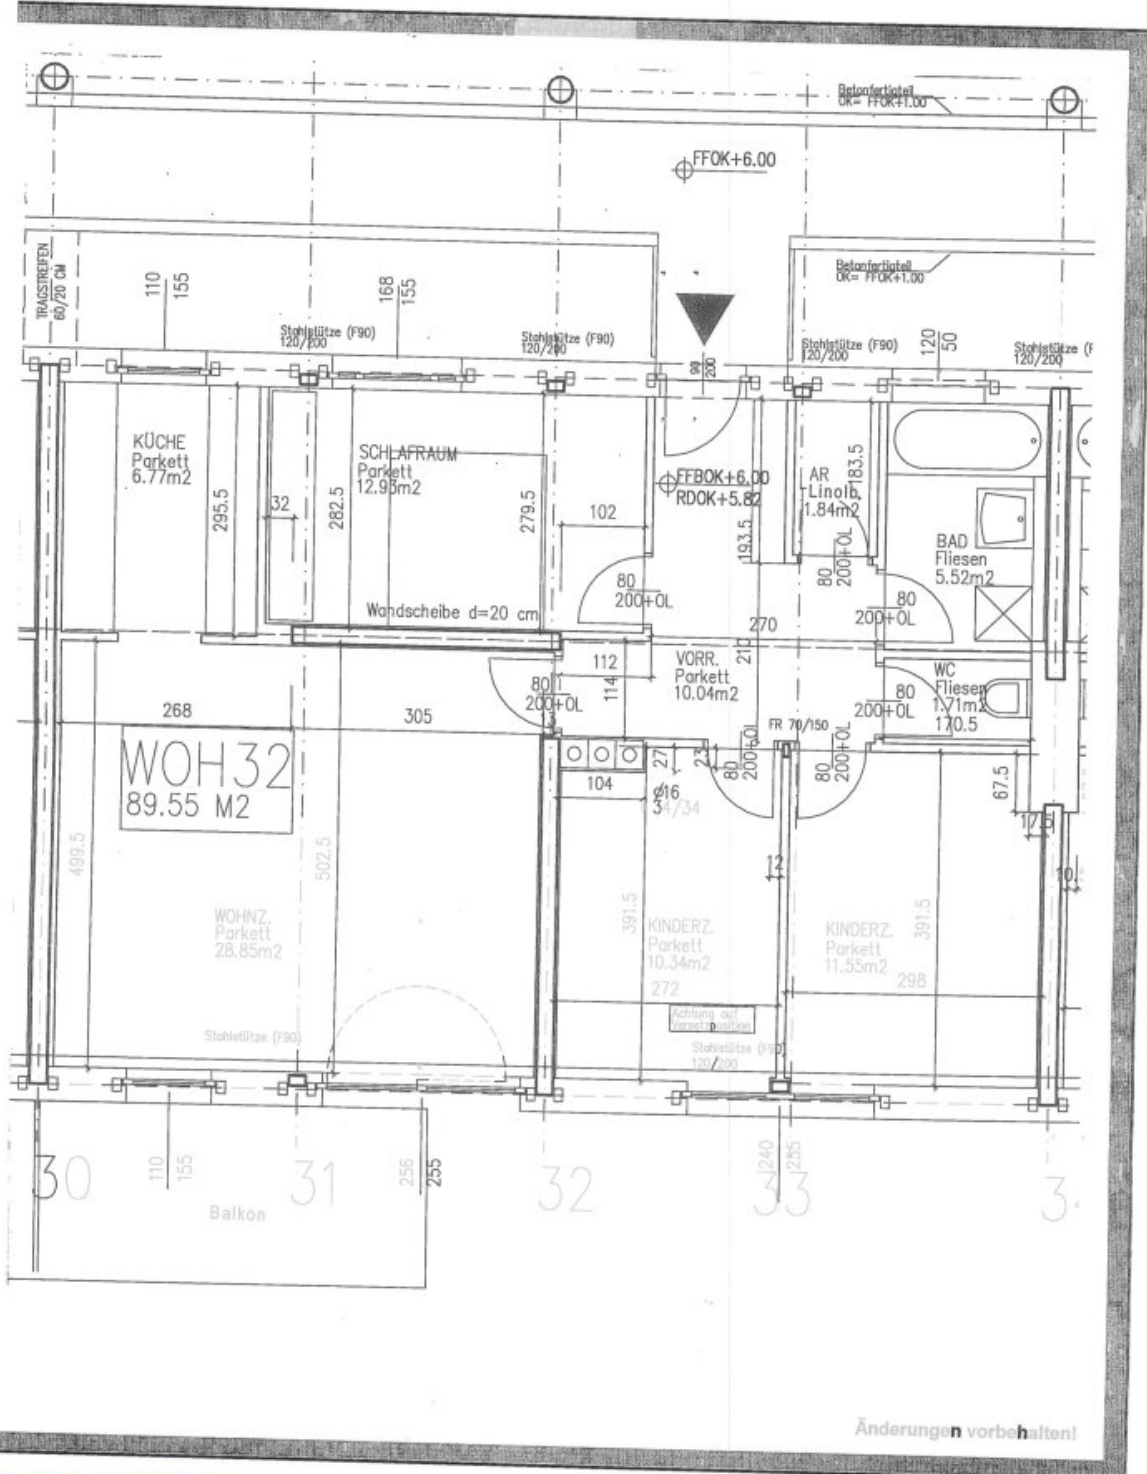 Betonfertigteil
OK= FFOK+1.00
FFOK+6.00
TRAGSTREIFEN
60/20 CM
110
155
168
155
Betonfertigteil
OK= FFOK+1.00
Stahlstütze (F90)
120/200
Stahlstütze (F90)
120/200
90
200
Stahlstütze (F90)
120/200
120
50
Stahlstütze (F
120/200
KÜCHE
Parkett
6.77m2
295.5
32
282.5
SCHLAFRAUM
Parkett
12.93m2
279.5
102
FFBOK+6.00
RDOK+5.82
193.5
AR
Linolb.
1.84m2
183.5
BAD
Fliesen
5.52m2
80
200+OL
80
200+OL
80
200+OL
Wandscheibe d=20 cm
270
210
112
114
VORR.
Parkett
10.04m2
WC
Fliesen
1.71m2
170.5
80
200+OL
80
200+OL
13
268
305
FR 70/150
WOH32
89.55 M2
104
27
23
80
200+OL
80
200+OL
67.5
17.5
ø16
34/34
12
10.
499.5
502.5
391.5
391.5
WOHNZ.
Parkett
28.85m2
KINDERZ.
Parkett
10.34m2
KINDERZ.
Parkett
11.55m2
272
298
Achtung auf
Stahlstütze (F90)
Stahlstütze (F90)
120/200
30
110
155
31
256
255
32
240
255
33
3
Balkon
Änderungen vorbehalten!